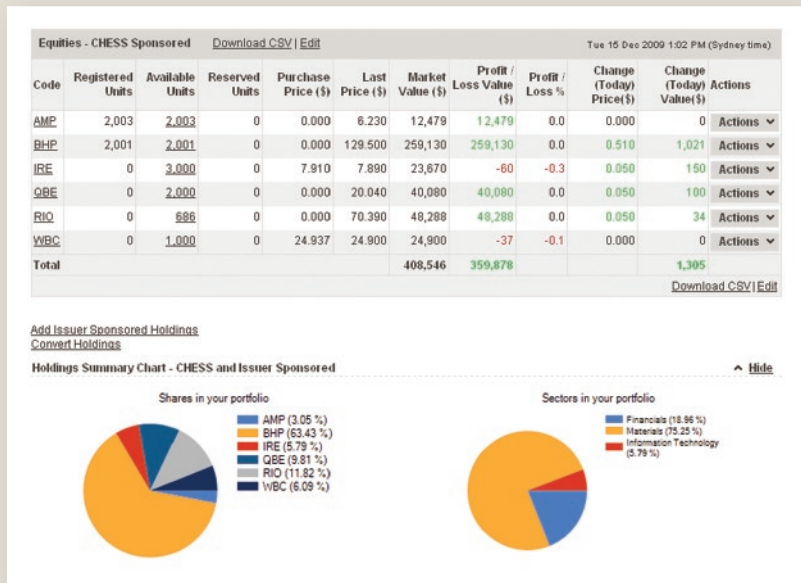 Equities - CHESS Sponsored Download CSV | Edit Tue 15 Dec 2009 1:02 PM (Sydney time)
Code Registered Units Available Units Reserved Units Purchase Price ($) Last Price ($) Market Value ($) Profit / Loss Value ($) Profit / Loss % Change (Today) Price($) Change (Today) Value($) Actions
AMP 2,003 2,003 0 0.000 6.230 12,479 12,479 0.0 0.000 0 Actions
BHP 2,001 2,001 0 0.000 129.500 259,130 259,130 0.0 0.510 1,021 Actions
IRE 0 3,000 0 7.910 7.890 23,670 -60 -0.3 0.050 150 Actions
QBE 0 2,000 0 0.000 20.040 40,080 40,080 0.0 0.050 100 Actions
RIO 0 686 0 0.000 70.390 48,288 48,288 0.0 0.050 34 Actions
WBC 0 1,000 0 24.937 24.900 24,900 -37 -0.1 0.000 0 Actions
Total 408,546 359,878 1,305
Download CSV | Edit
Add Issuer Sponsored Holdings
Convert Holdings
Holdings Summary Chart - CHESS and Issuer Sponsored Hide
Shares in your portfolio
AMP (3.05 %)
BHP (63.43 %)
IRE (5.79 %)
QBE (9.81 %)
RIO (11.82 %)
WBC (6.09 %)
Sectors in your portfolio
Financials (18.96 %)
Materials (75.25 %)
Information Technology
(5.79 %)